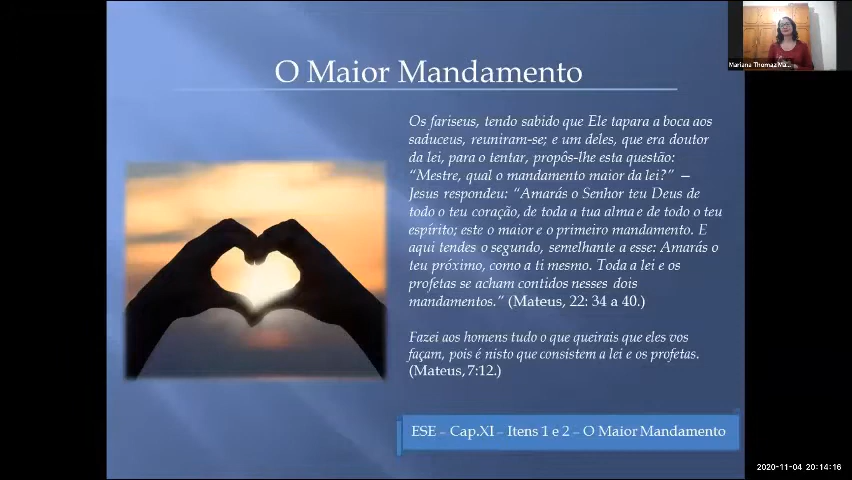 Mariana Thomaz Ma...
O Maior Mandamento
Os fariseus, tendo sabido que Ele tapara a boca aos
saduceus, reuniram-se; e um deles, que era doutor
da lei, para o tentar, propôs-lhe esta questão:
“Mestre, qual o mandamento maior da lei?” —
Jesus respondeu: “Amarás o Senhor teu Deus de
todo o teu coração, de toda a tua alma e de todo o teu
espírito; este o maior e o primeiro mandamento. E
aqui tendes o segundo, semelhante a esse: Amarás o
teu próximo, como a ti mesmo. Toda a lei e os
profetas se acham contidos nesses dois
mandamentos.” (Mateus, 22: 34 a 40.)
Fazei aos homens tudo o que queirais que eles vos
façam, pois é nisto que consistem a lei e os profetas.
(Mateus, 7:12.)
ESE – Cap.XI – Itens 1 e 2 – O Maior Mandamento
2020-11-04 20:14:16